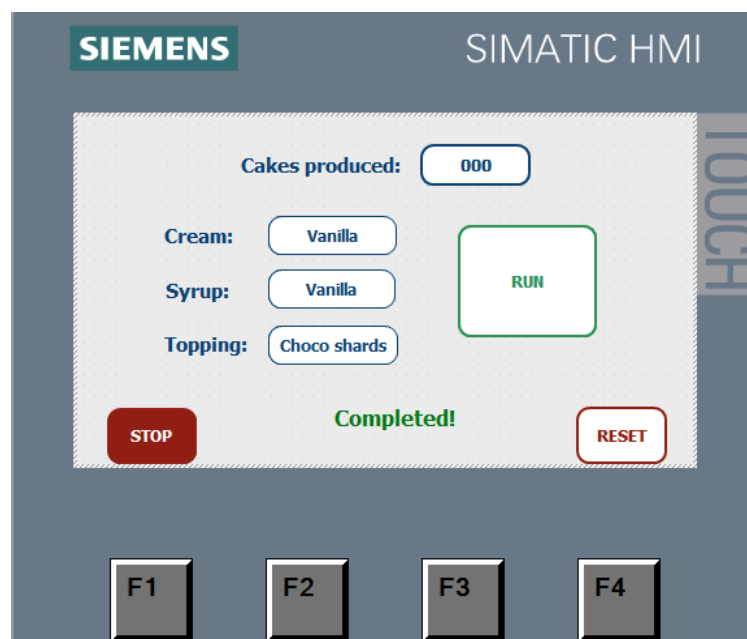 SIEMENS
SIMATIC HMI
TOUCH
Cakes produced: 000
Cream: Vanilla
Syrup: Vanilla
RUN
Topping: Choco shards
Completed!
STOP
RESET
F1 F2 F3 F4